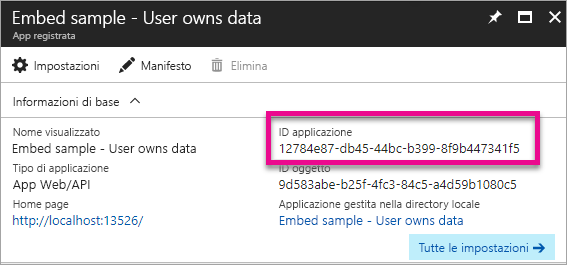 Embed sample - User owns data
App registrata
Impostazioni Manifesto Elimina
Informazioni di base
Nome visualizzato
Embed sample - User owns data
Tipo di applicazione
App Web/API
Home page
http://localhost:13526/
ID applicazione
12784e87-db45-44bc-b399-8f9b447341f5
ID oggetto
9d583abe-b25f-4fc3-84c5-a4d59b1080c5
Applicazione gestita nella directory locale
Embed sample - User owns data
Tutte le impostazioni